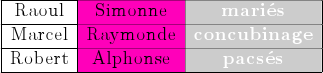 Raoul Simonne mariés
Marcel Raymonde concubinage
Robert Alphonse pacsés